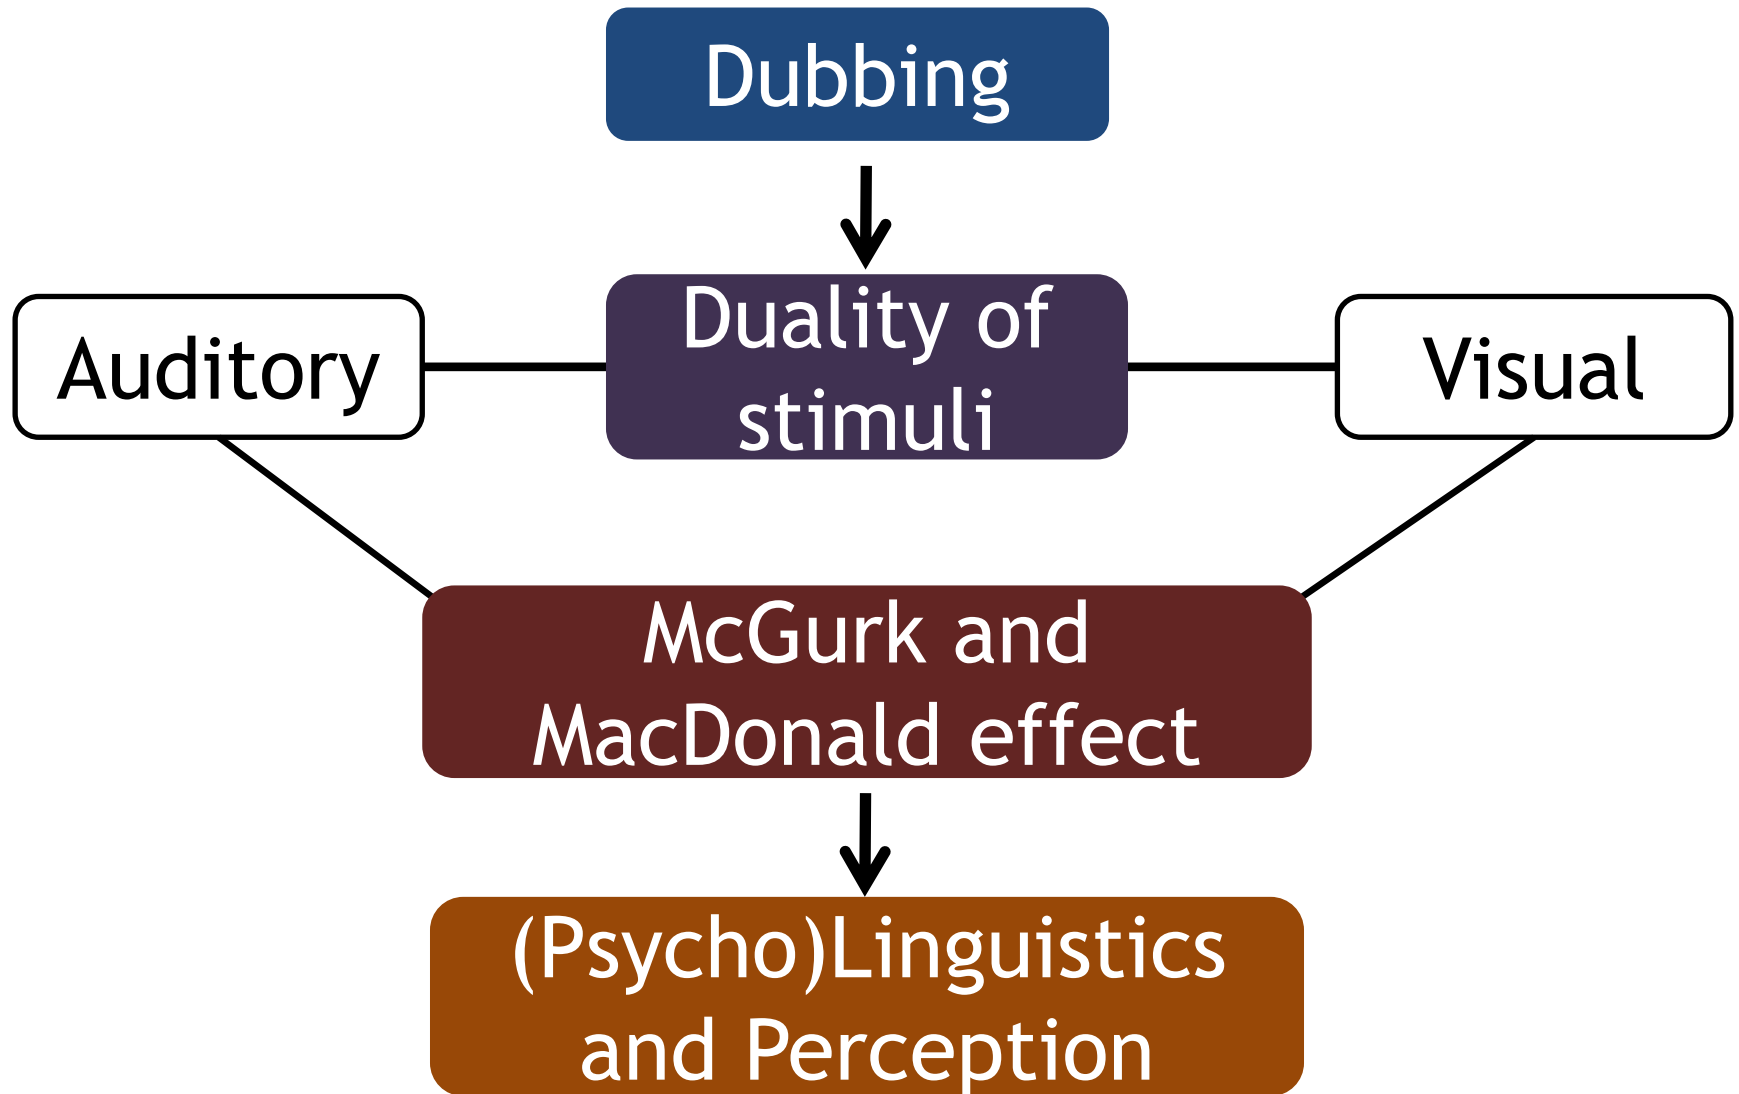 Dubbing
Auditory
Duality of
stimuli
Visual
McGurk and
MacDonald effect
(Psycho)Linguistics
and Perception